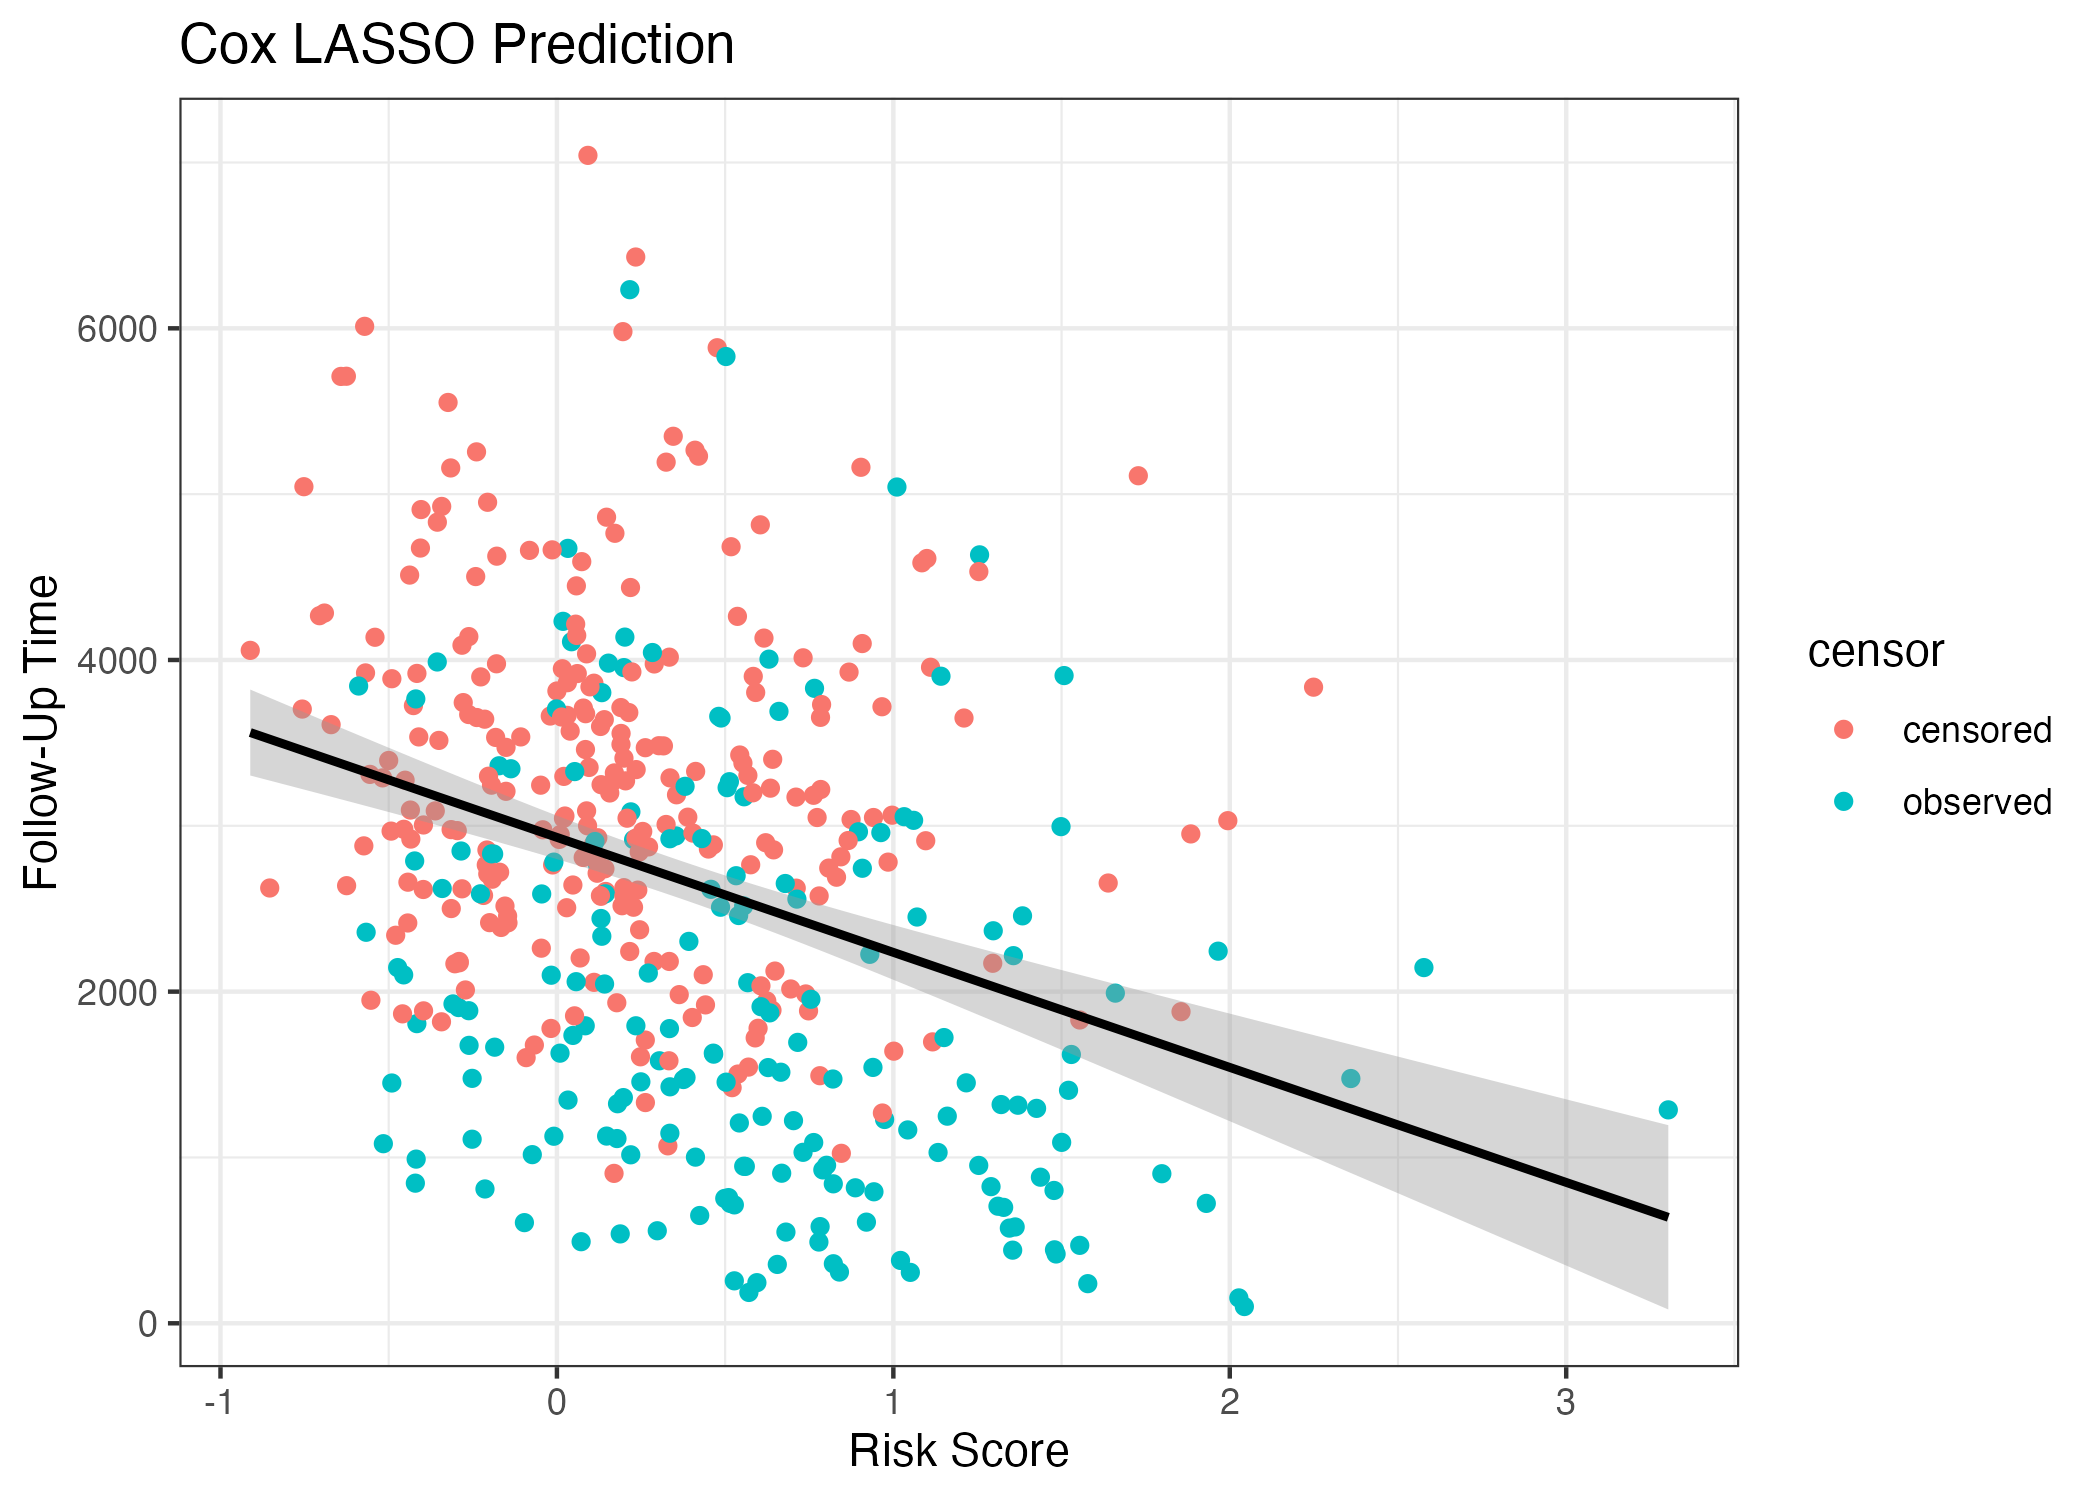 Cox LASSO Prediction
Follow-Up Time
6000
4000
2000
0
-1
0
1
2
3
Risk Score
censor
censored
observed